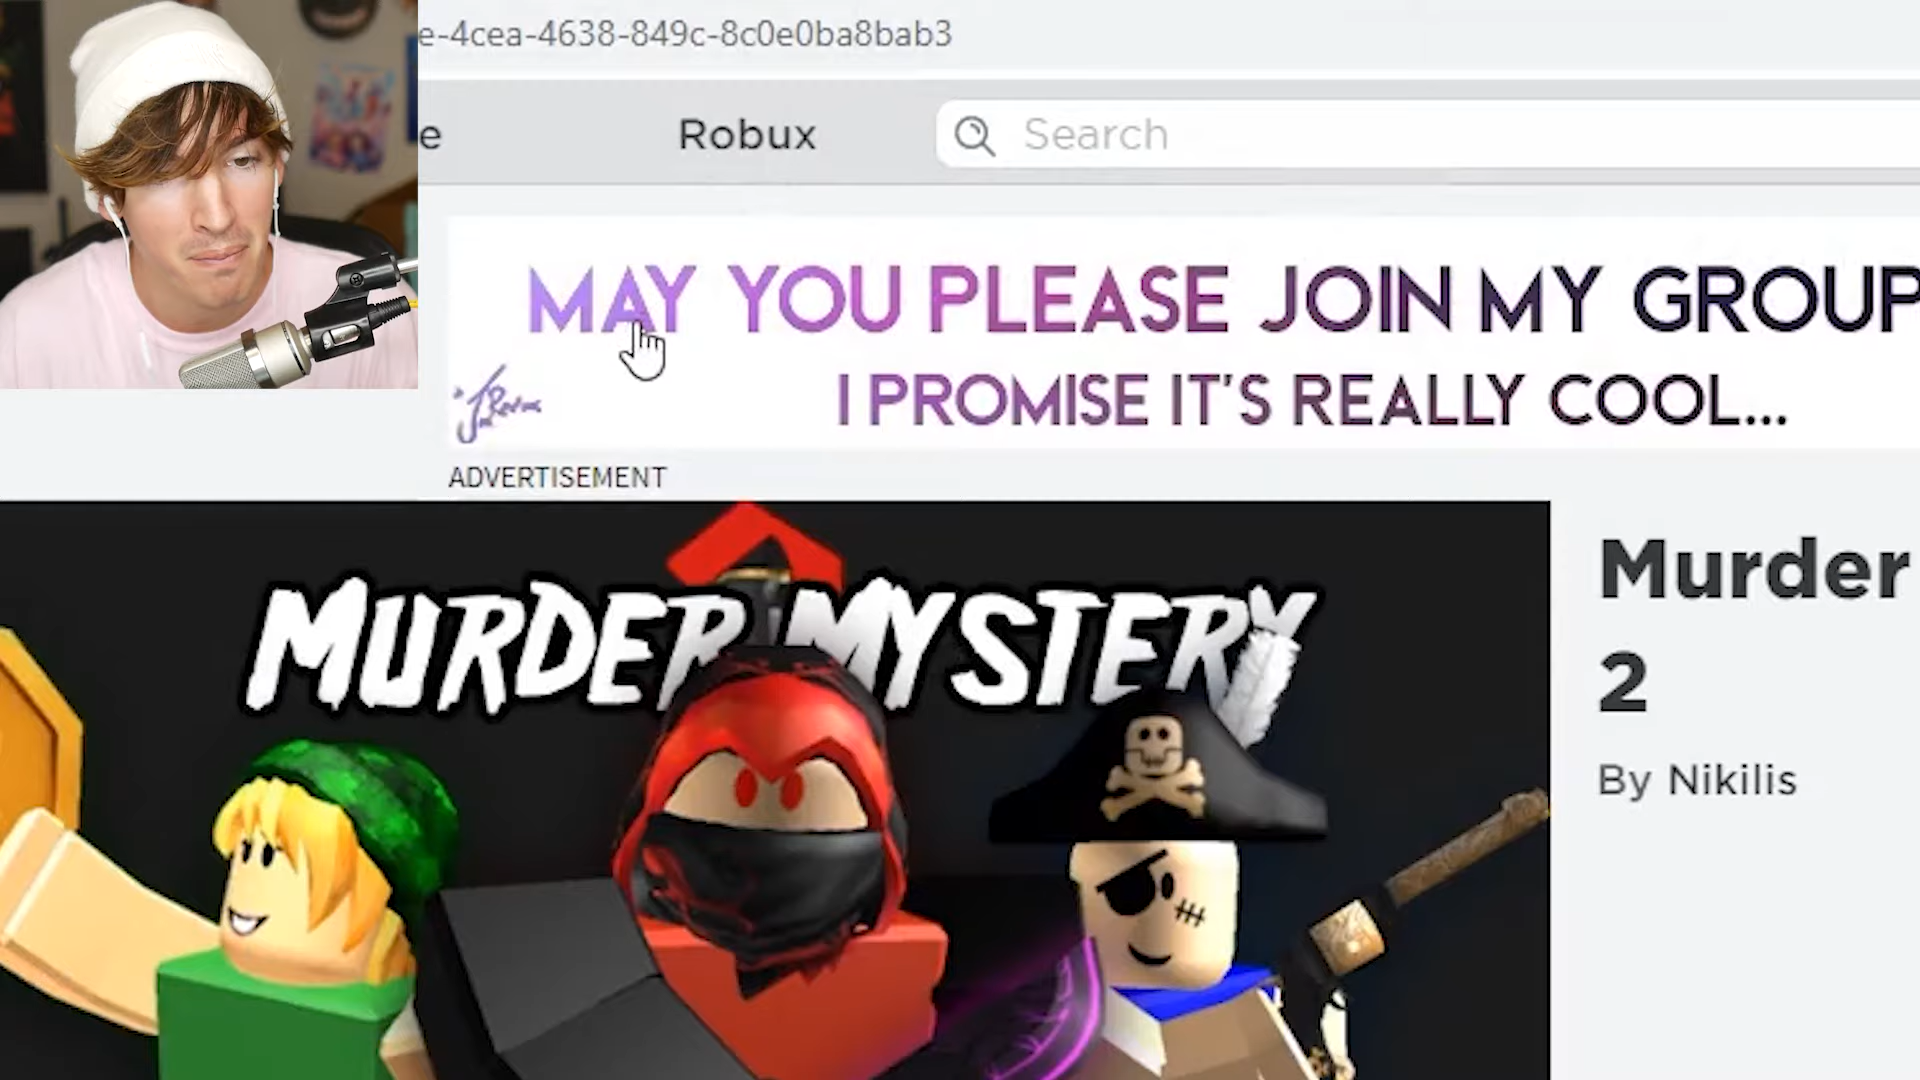 e-4cea-4638-849c-8c0e0ba8bab3
e Robux Search
MAY YOU PLEASE JOIN MY GROUP
I PROMISE IT'S REALLY COOL...
ADVERTISEMENT
MURDER MYSTERY
Murder
2
By Nikilis